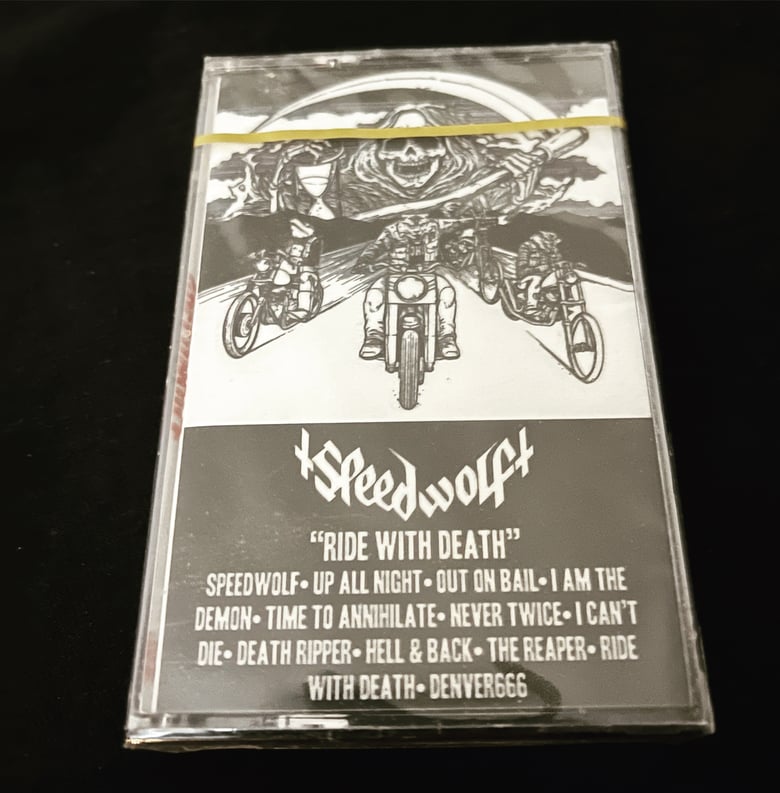 Speedwolf
“RIDE WITH DEATH”
SPEEDWOLF• UP ALL NIGHT• OUT ON BAIL• I AM THE
DEMON• TIME TO ANNIHILATE• NEVER TWICE• I CAN'T
DIE• DEATH RIPPER• HELL & BACK• THE REAPER• RIDE
WITH DEATH• DENVER666